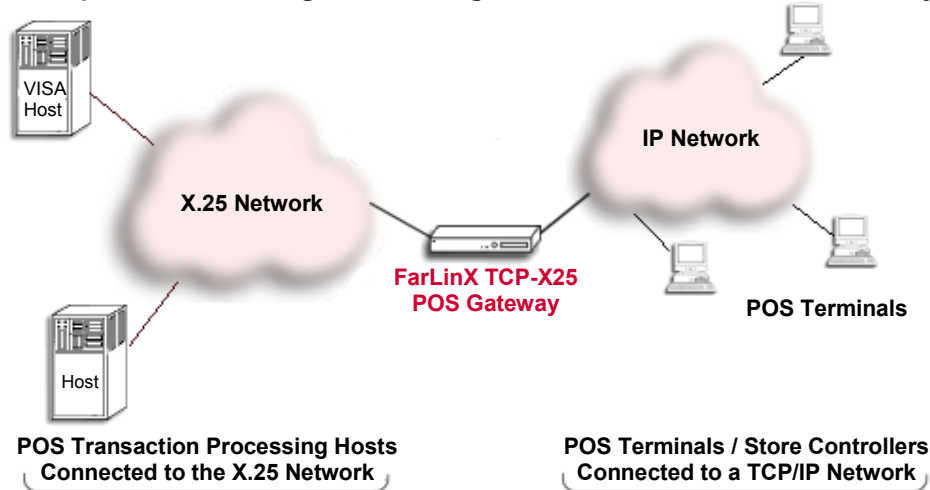 VISA
Host
IP Network
X.25 Network
FarLinX TCP-X25
POS Gateway
POS Terminals
Host
POS Transaction Processing Hosts
Connected to the X.25 Network
POS Terminals / Store Controllers
Connected to a TCP/IP Network